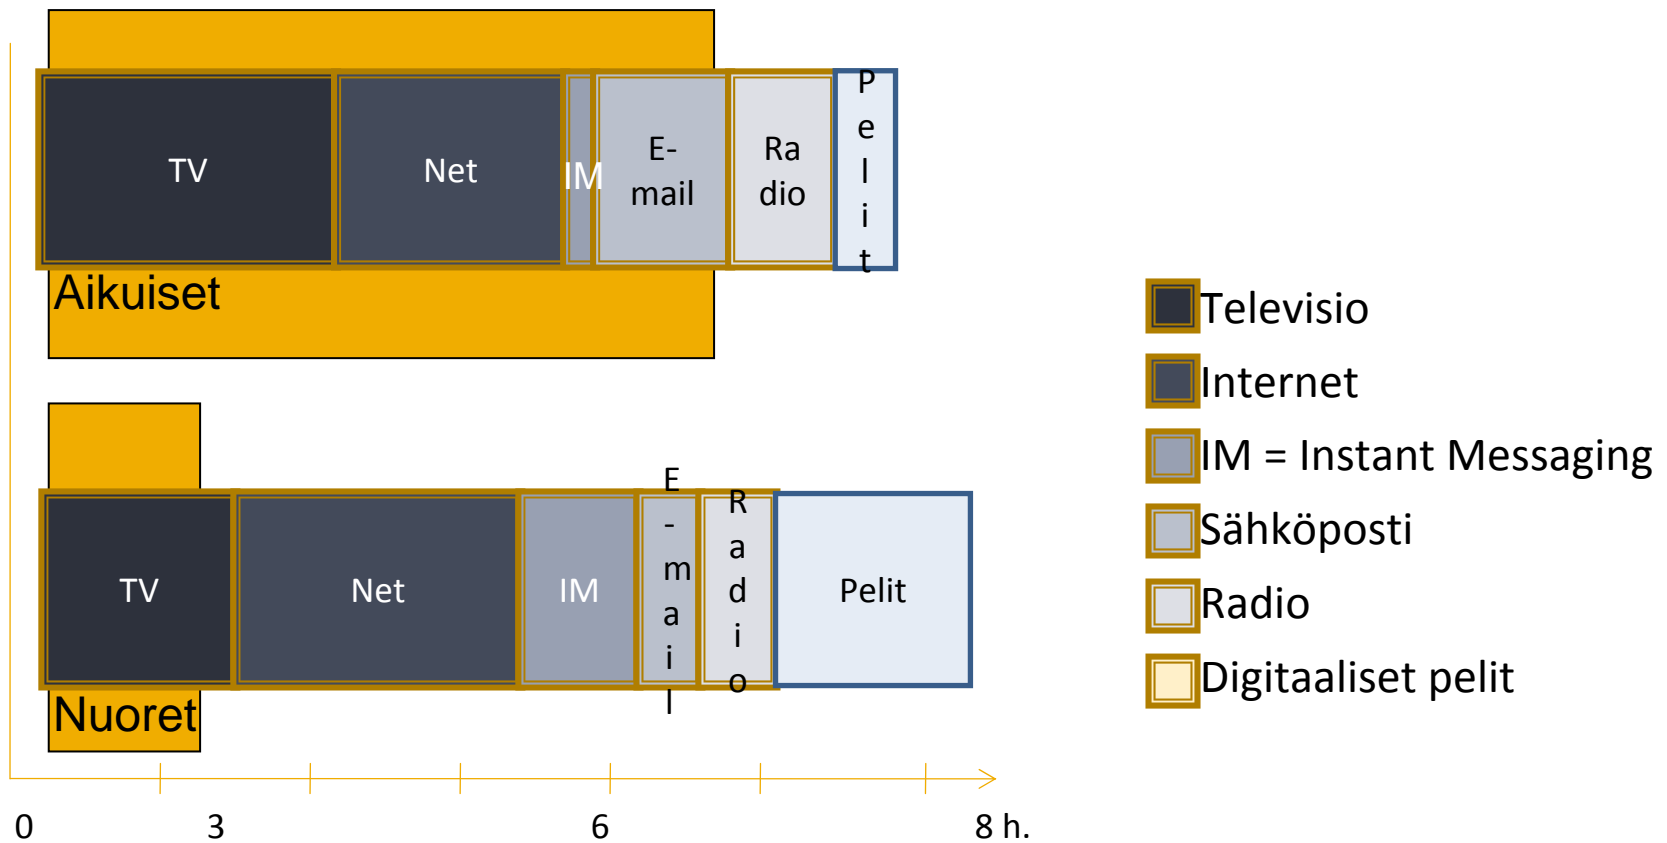 TV
Net
IM
E-
mail
Ra
dio
P
e
l
i
t
Aikuiset
TV
Net
IM
E
-
m
a
i
l
R
a
d
i
o
Pelit
Nuoret
0
3
6
8 h.
Televisio
Internet
IM = Instant Messaging
Sähköposti
Radio
Digitaaliset pelit